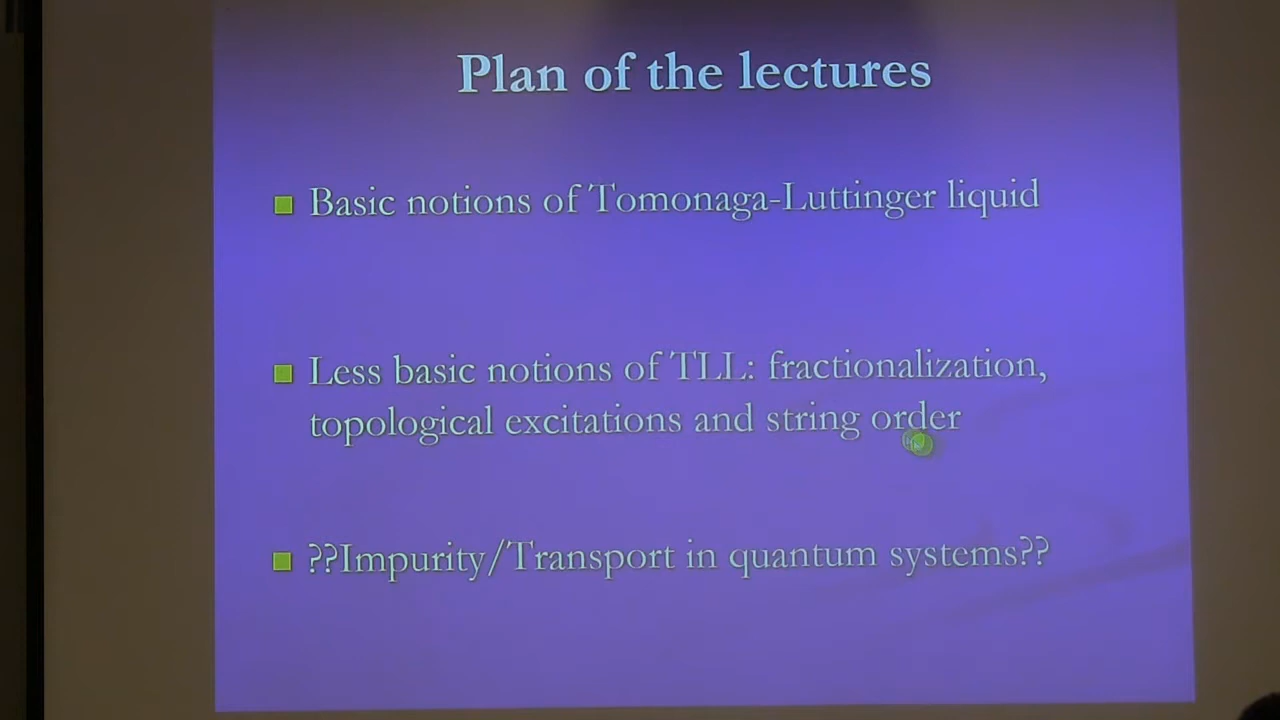 Plan of the lectures
Basic notions of Tomonaga-Luttinger liquid
Less basic notions of TLL: fractionalization,
topological excitations and string order
??Impurity/Transport in quantum systems??